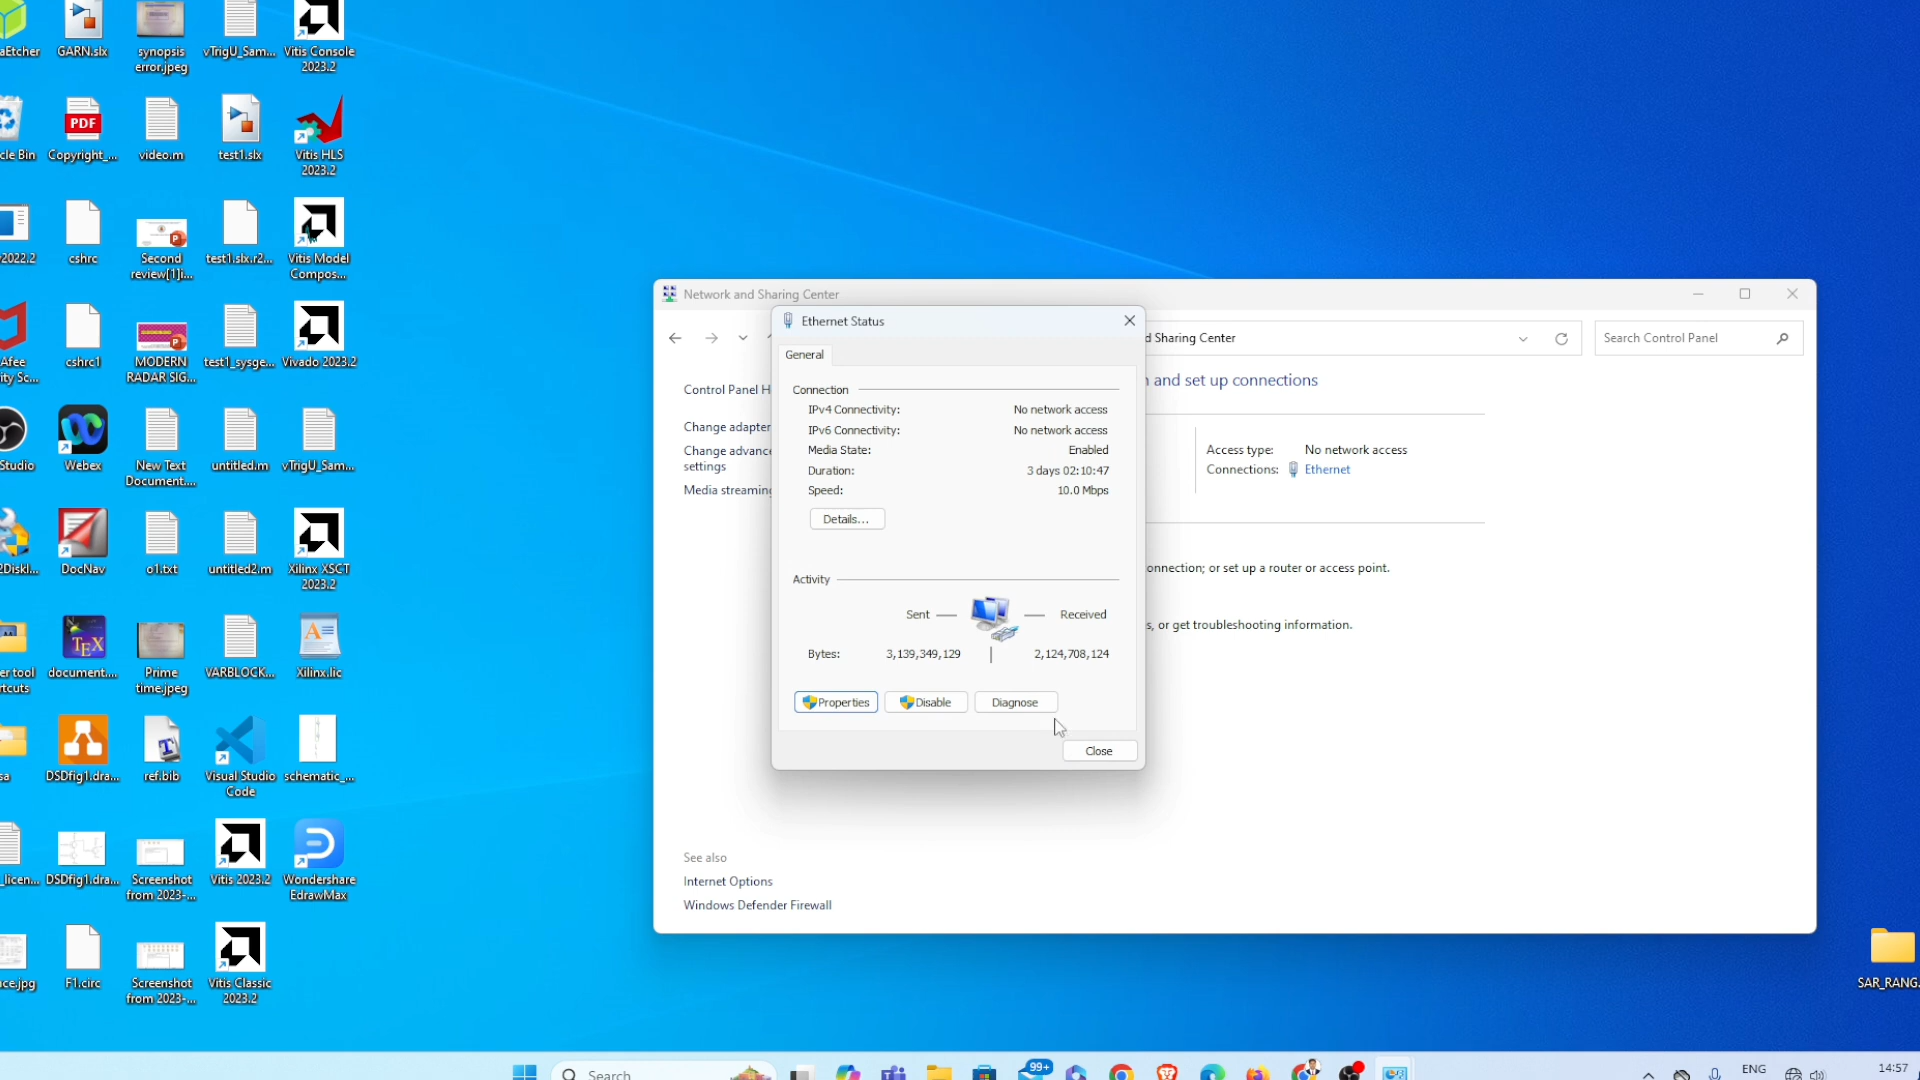 aEtcher
GARN.slx
synopsis
error.jpeg
vTrigU_Sam...
Vitis Console
2023.2
cle Bin
PDF
Copyright_...
video.m
test1.slx
Vitis HLS
2023.2
2022.2
cshrc
Second
review[1]i...
test1.slx.r2...
Vitis Model
Compos...
Afee
ity Sc...
cshrc1
MODERN
RADAR SIG...
test1_sysge...
Vivado 2023.2
Studio
Webex
New Text
Document....
untitled.m
vTrigU_Sam...
2Diskl...
DocNav
o1.txt
untitled2.m
Xilinx XSCT
2023.2
er tool
rtcuts
TEX
document....
Prime
time.jpeg
VARBLOCK...
Xilinx.lic
sa
DSDfig1.dra...
ref.bib
Visual Studio
Code
schematic_...
_licen...
DSDfig1.dra...
Screenshot
from 2023-...
Vitis 2023.2
Wondershare
EdrawMax
ce.jpg
F1.circ
Screenshot
from 2023-...
Vitis Classic
2023.2
SAR_RANG.
Network and Sharing Center
d Sharing Center
Search Control Panel
Control Panel H
Change adapter
Change advance
settings
Media streaming
and set up connections
Access type: No network access
Connections: Ethernet
onnection; or set up a router or access point.
s, or get troubleshooting information.
See also
Internet Options
Windows Defender Firewall
Ethernet Status
General
Connection
IPv4 Connectivity: No network access
IPv6 Connectivity: No network access
Media State: Enabled
Duration: 3 days 02:10:47
Speed: 10.0 Mbps
Details...
Activity
Sent — — Received
Bytes: 3,139,349,129 | 2,124,708,124
Properties Disable Diagnose
Close
Search
99+
ENG
14:57